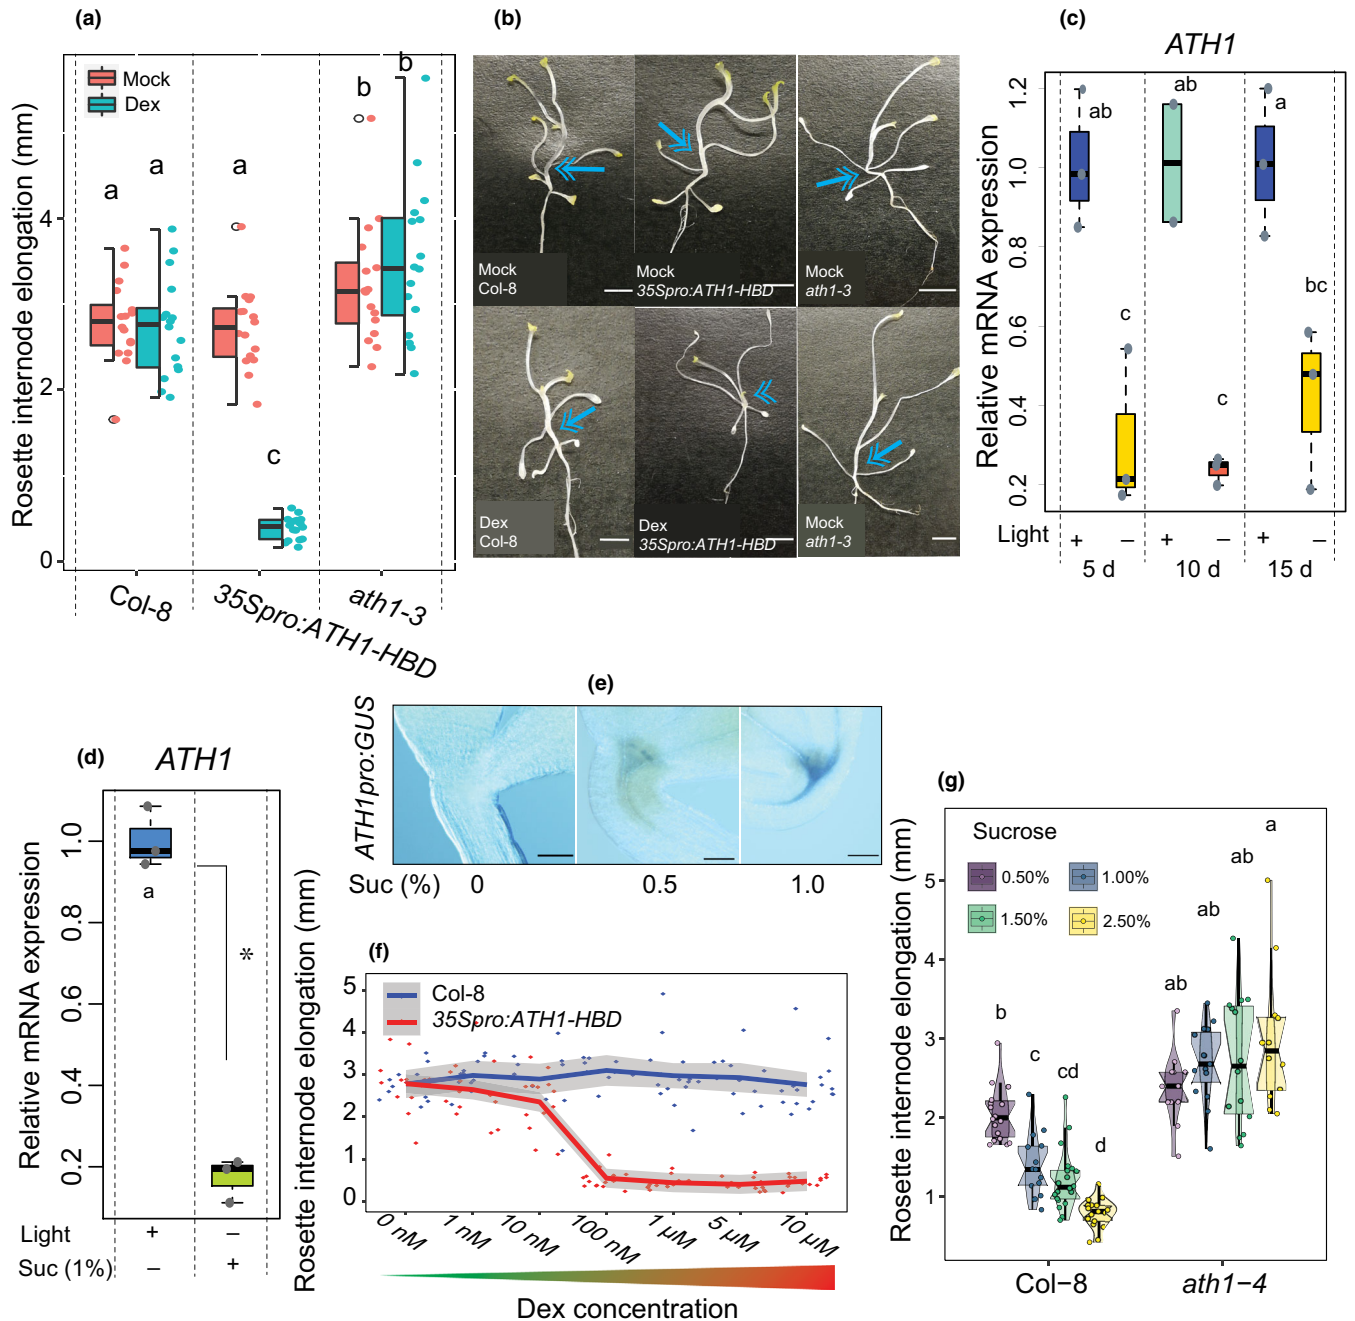 (a)
Rosette internode elongation (mm)
Mock
Dex
a
a
a
c
b
b
4
2
0
Col-8
35Spro:ATH1-HBD
ath1-3
(b)
Mock
Col-8
Mock
35Spro:ATH1-HBD
Mock
ath1-3
Dex
Col-8
Dex
35Spro:ATH1-HBD
Mock
ath1-3
(c)
ATH1
Relative mRNA expression
1.2
1.0
0.8
0.6
0.4
0.2
ab
c
ab
c
a
bc
Light + – + – + –
5 d 10 d 15 d
(d)
ATH1
Relative mRNA expression
1.0
0.8
0.6
0.4
0.2
a
*
Light + –
Suc (1%) – +
(e)
ATH1pro:GUS
Suc (%) 0 0.5 1.0
(f)
Rosette internode elongation (mm)
5
4
3
2
1
0
Col-8
35Spro:ATH1-HBD
0 nM 1 nM 10 nM 100 nM 1 µM 5 µM 10 µM
Dex concentration
(g)
Rosette internode elongation (mm)
Sucrose
0.50% 1.00%
1.50% 2.50%
5
4
3
2
1
b
c
cd
d
ab
ab
ab
a
Col−8 ath1−4